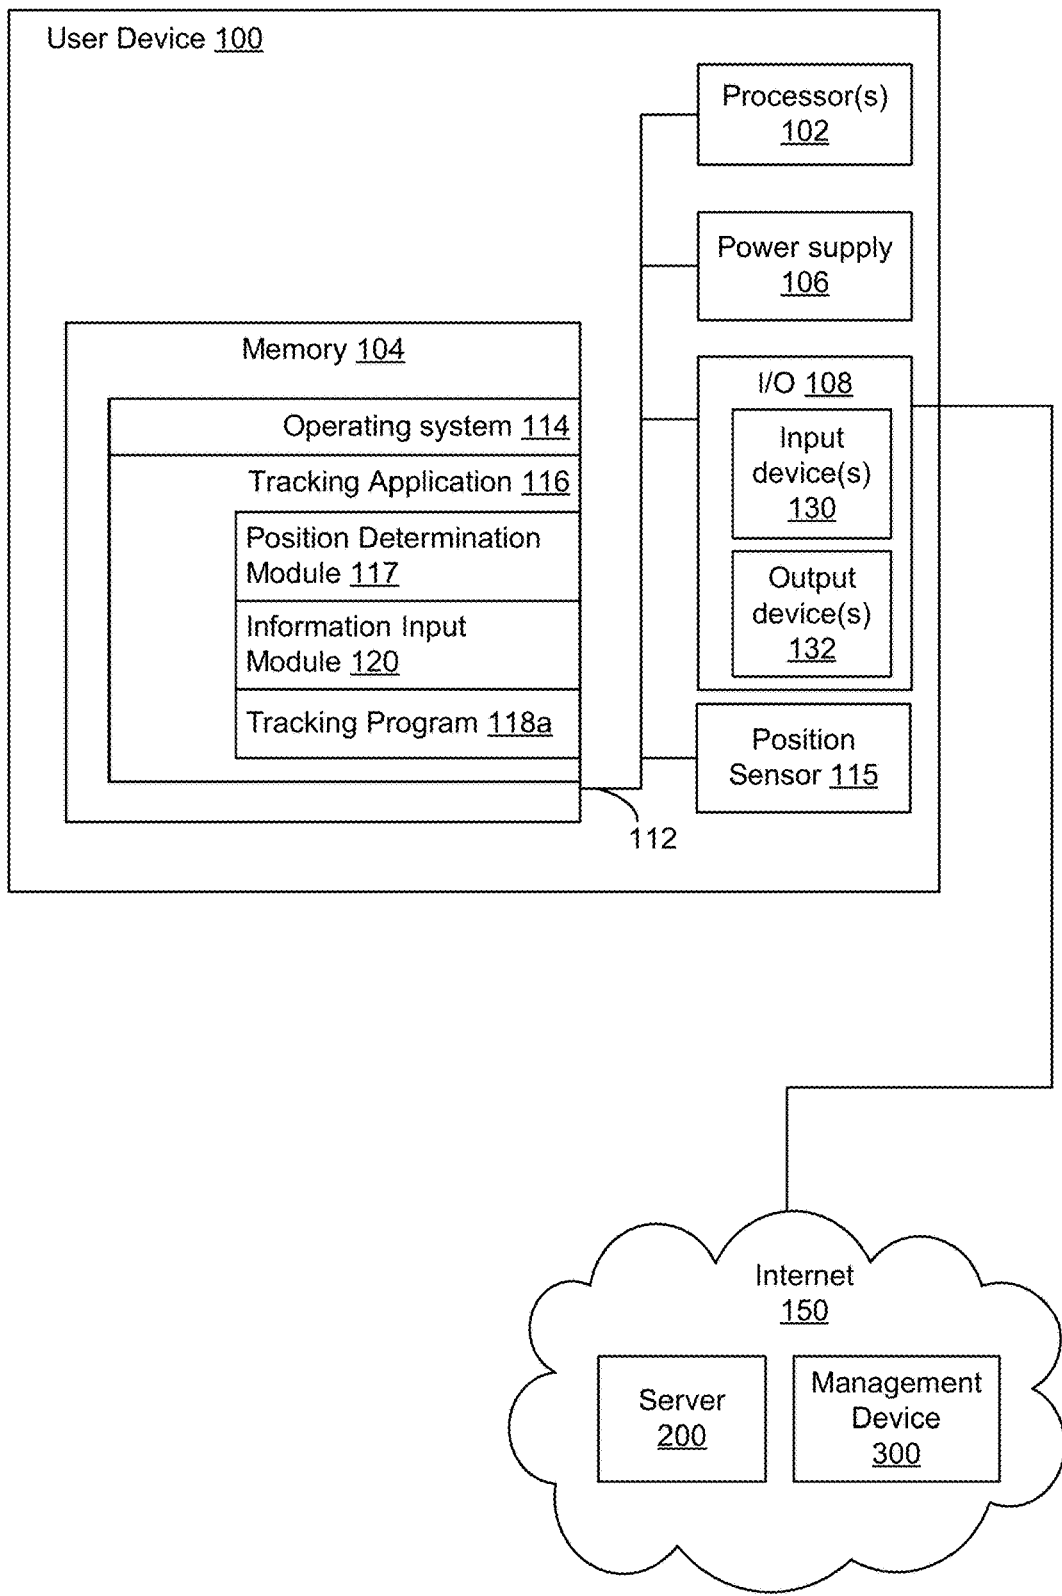 User Device 100
Processor(s)
102
Power supply
106
Memory 104
Operating system 114
Tracking Application 116
Position Determination
Module 117
Information Input
Module 120
Tracking Program 118a
I/O 108
Input
device(s)
130
Output
device(s)
132
Position
Sensor 115
112
Internet
150
Server
200
Management
Device
300